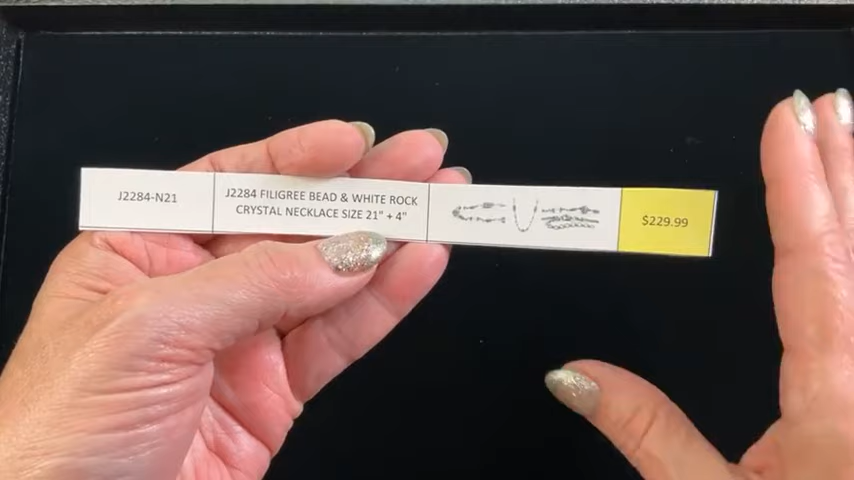 J2284-N21
J2284 FILIGREE BEAD & WHITE ROCK
CRYSTAL NECKLACE SIZE 21" + 4"
$229.99